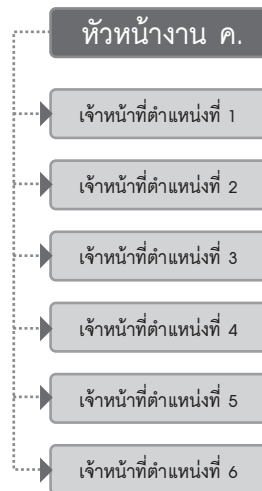 หัวหน้างาน ค.
เจ้าหน้าที่ตำแหน่งที่ 1
เจ้าหน้าที่ตำแหน่งที่ 2
เจ้าหน้าที่ตำแหน่งที่ 3
เจ้าหน้าที่ตำแหน่งที่ 4
เจ้าหน้าที่ตำแหน่งที่ 5
เจ้าหน้าที่ตำแหน่งที่ 6